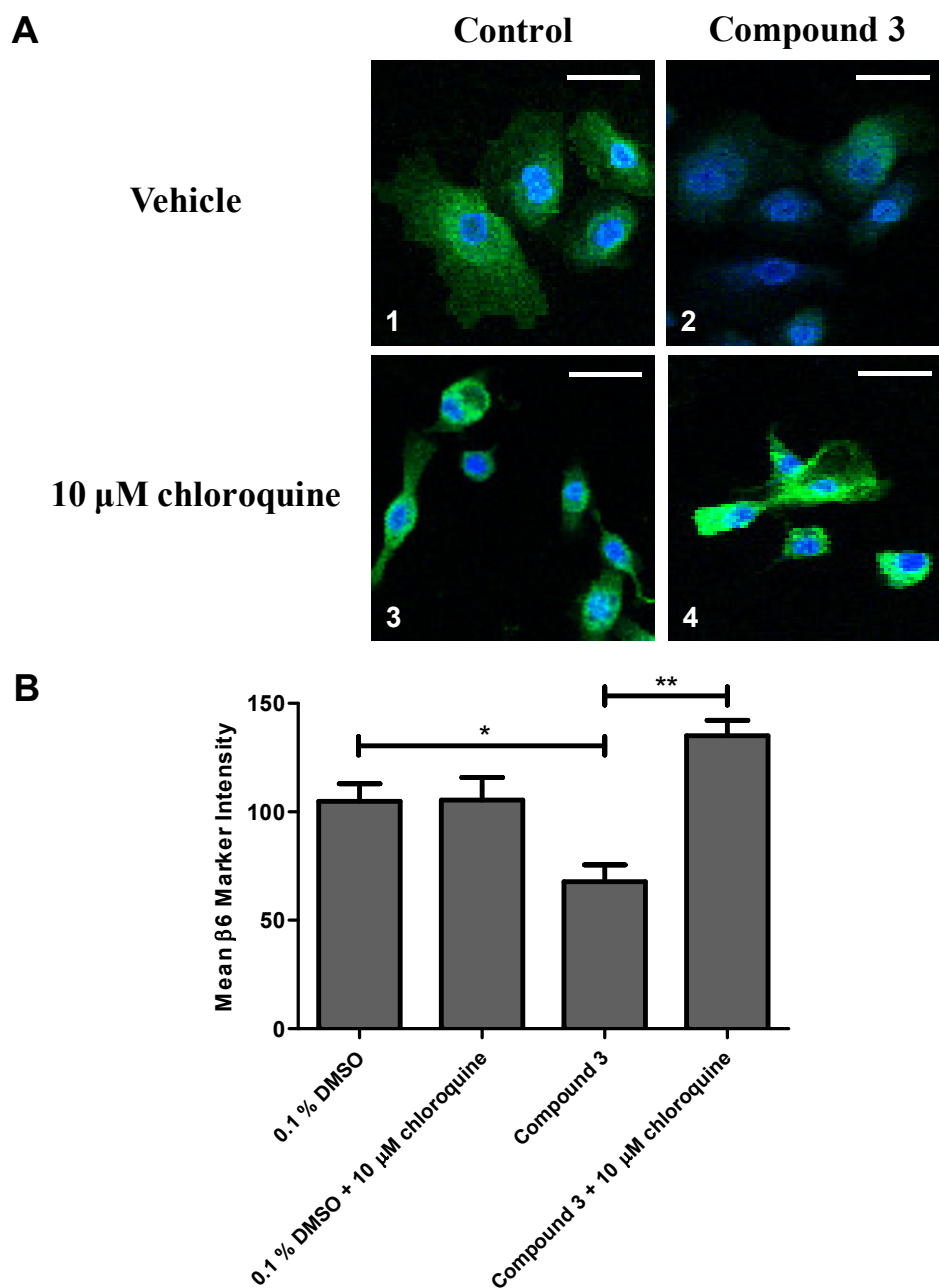 A
Control
Compound 3
Vehicle
1
2
10 µM chloroquine
3
4
B
**
*
150
100
50
0
Mean β6 Marker Intensity
0.1 % DMSO
0.1 % DMSO + 10 µM chloroquine
Compound 3
Compound 3 + 10 µM chloroquine